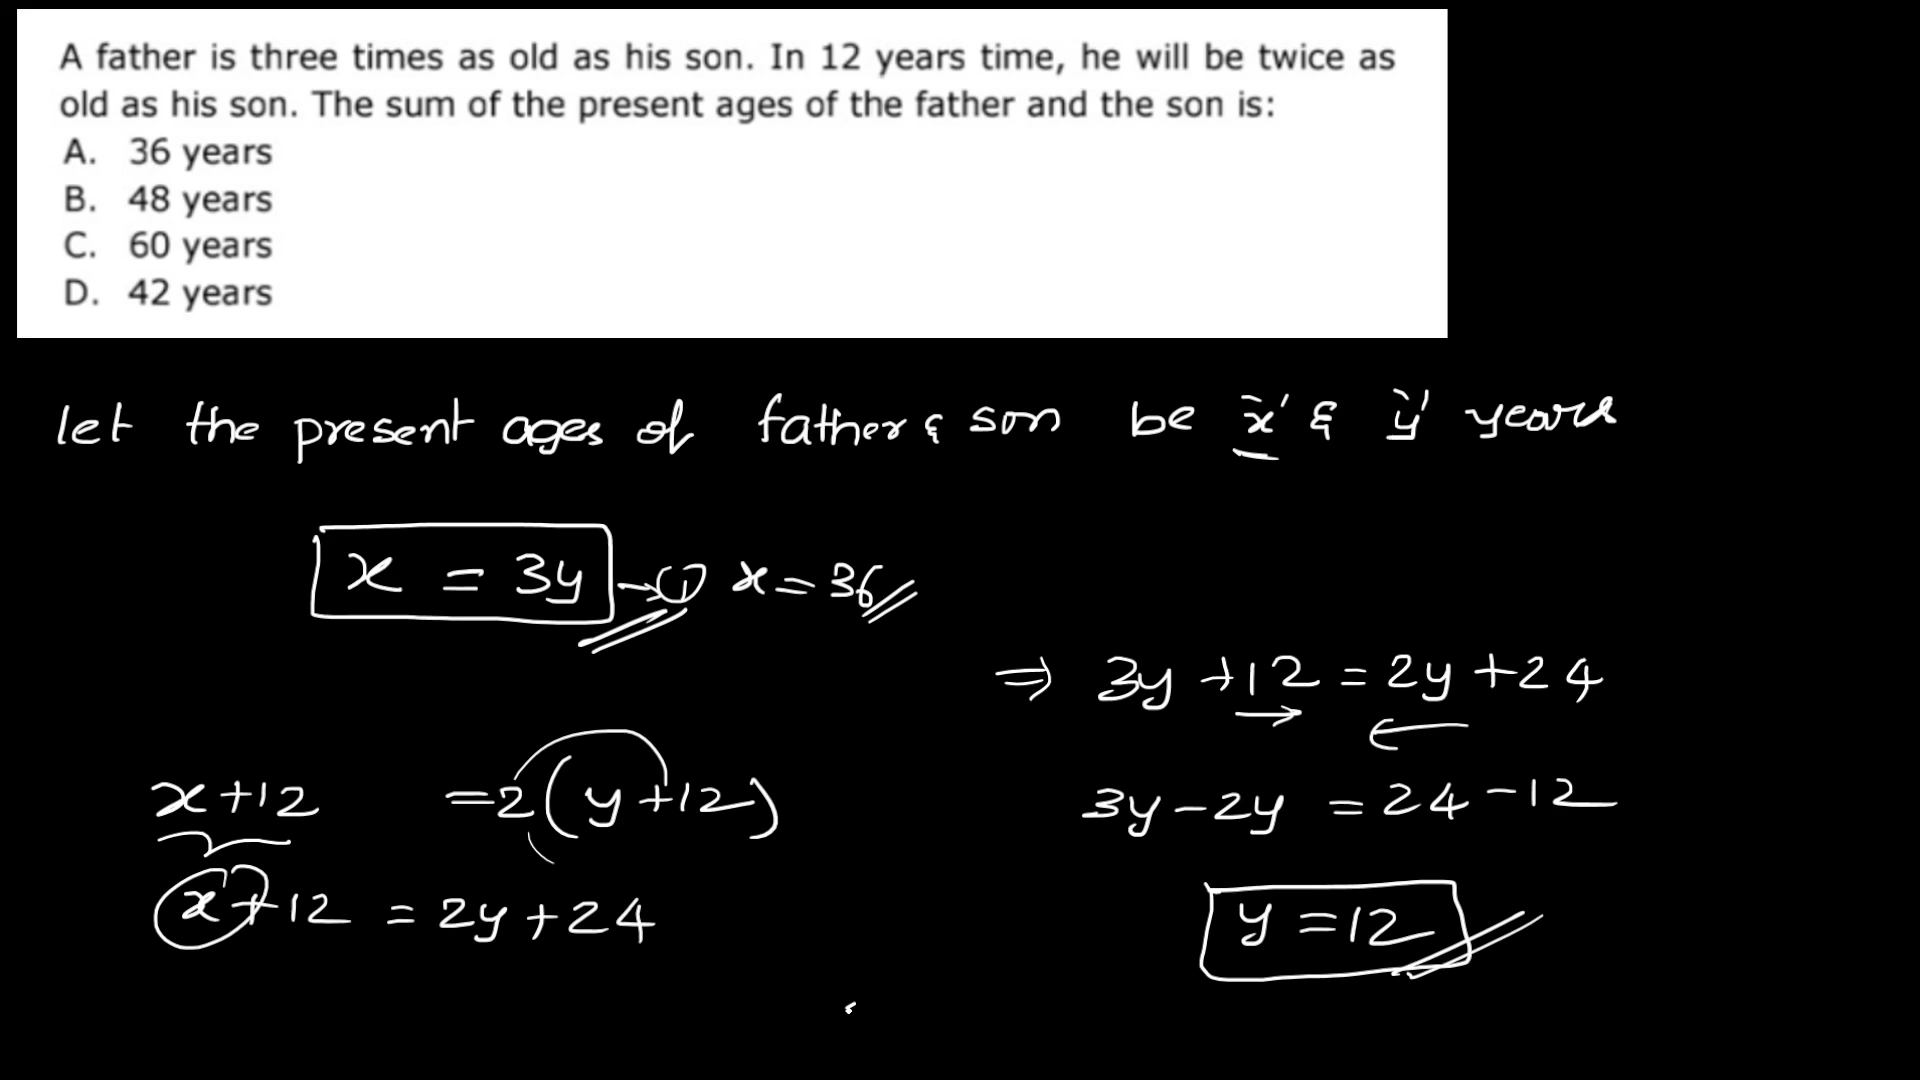 A father is three times as old as his son. In 12 years time, he will be twice as
old as his son. The sum of the present ages of the father and the son is:
A. 36 years
B. 48 years
C. 60 years
D. 42 years
let the present ages of father & son be 'x' & 'y' years
x = 3y → 1 x = 36
x+12 = 2(y+12)
x+12 = 2y+24
⇒ 3y+12 = 2y+24
3y-2y = 24-12
y = 12